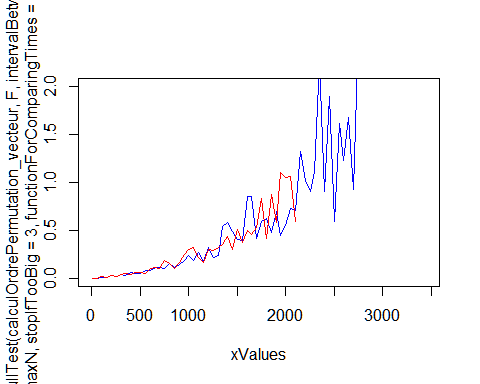 ullTest(calculOrdrePermutation_vecteur, F, intervalBetw
maxN, stopIfTooBig = 3, functionForComparingTimes =
2.0
1.5
1.0
0.5
0.0
0 500 1000 2000 3000
xValues